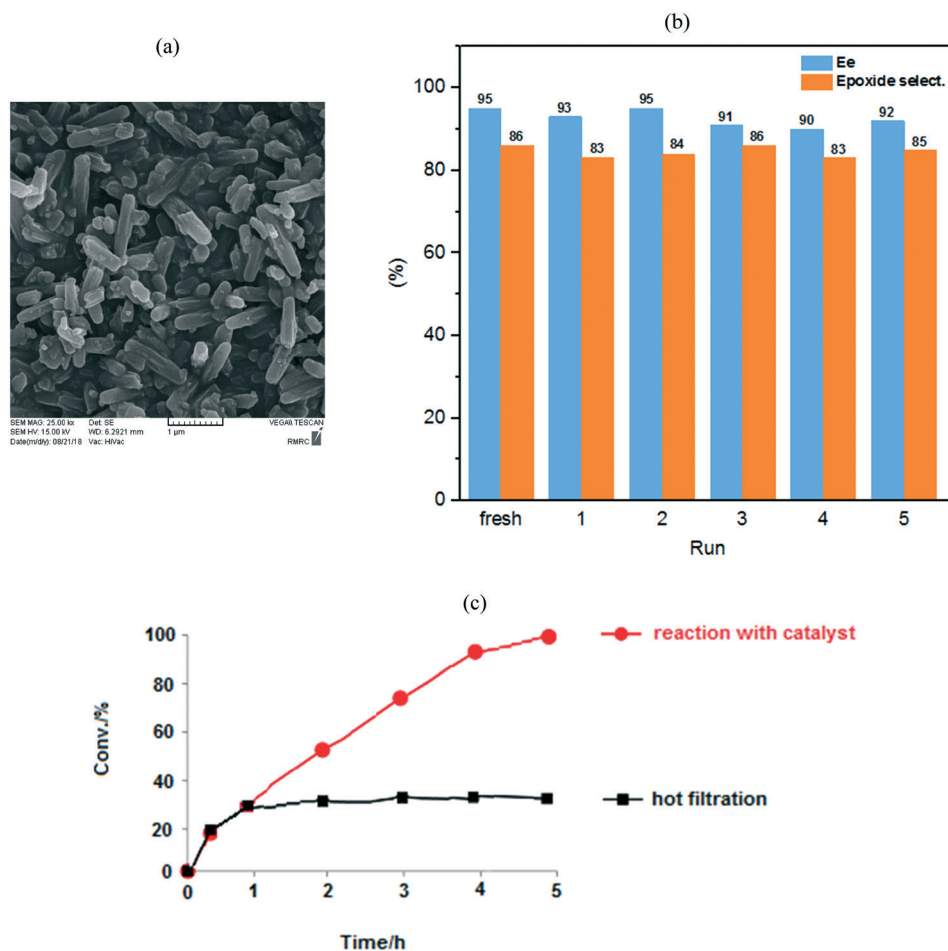 (a)
SEM MAG: 25.00 kx Det: SE
SEM HV: 15.00 kV WD: 6.2921 mm
Date(m/d/y): 08/21/18 Vac: HiVac
1 µm
VEGA\\ TESCAN
RMRC
(b)
Ee
Epoxide select.
100
80
60
40
20
0
(%)
95 86 93 83 95 84 91 86 90 83 92 85
fresh 1 2 3 4 5
Run
(c)
100
80
60
40
20
0
Conv./%
reaction with catalyst
hot filtration
0 1 2 3 4 5
Time/h